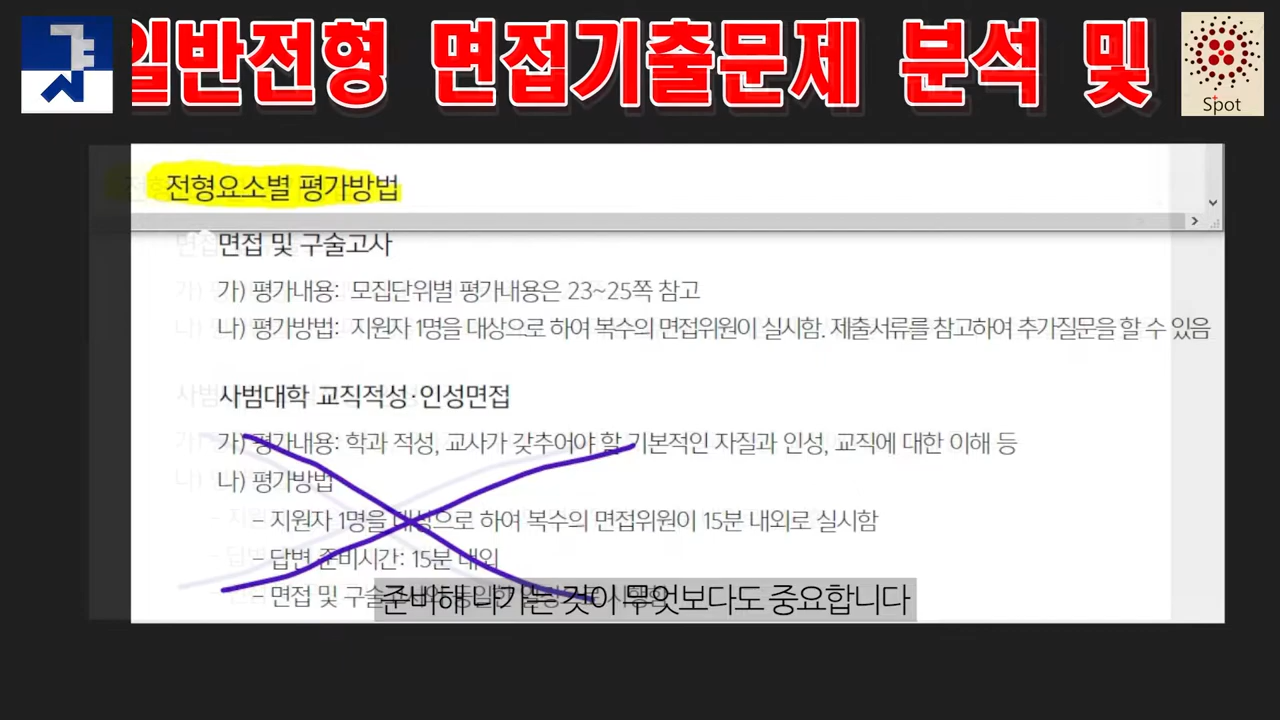 일반전형 면접기출문제 분석 및
Spot
전형요소별 평가방법
면접 및 구술고사
가) 평가내용: 모집단위별 평가내용은 23~25쪽 참고
나) 평가방법: 지원자 1명을 대상으로 하여 복수의 면접위원이 실시함. 제출서류를 참고하여 추가질문을 할 수 있음
사범대학 교직적성·인성면접
가) 평가내용: 학과 적성, 교사가 갖추어야 할 기본적인 자질과 인성, 교직에 대한 이해 등
나) 평가방법
- 지원자 1명을 대상으로 하여 복수의 면접위원이 15분 내외로 실시함
- 답변 준비시간: 15분 내외
- 면접 및 구술
준비해 나가는 것이 무엇보다도 중요합니다